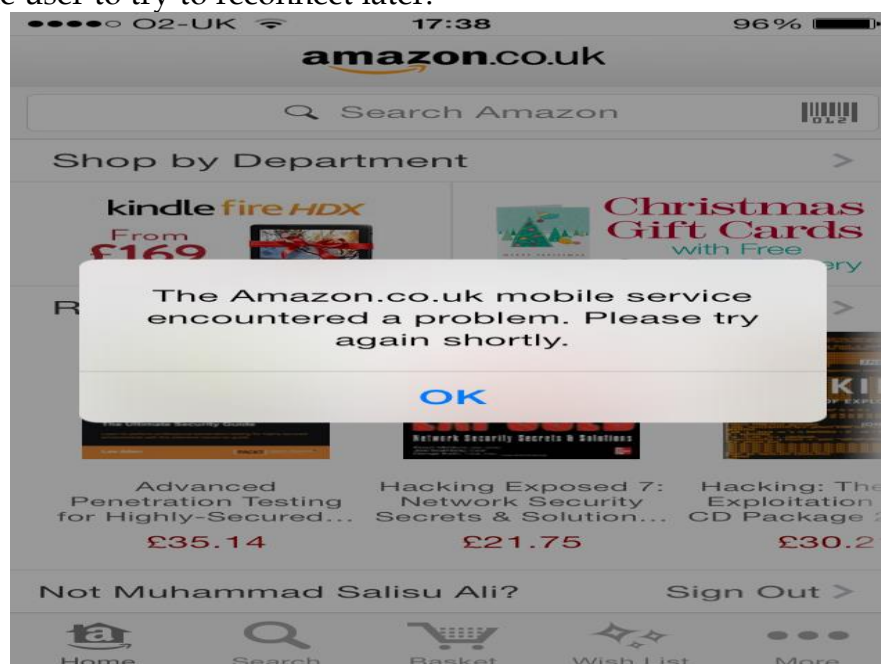 e user to try to reconnect later.
O2-UK 17:38 96%
amazon.co.uk
Search Amazon
Shop by Department >
kindle fire HDX
From
£169
Christmas
Gift Cards
with Free
The Amazon.co.uk mobile service
encountered a problem. Please try
again shortly.
OK
The Ultimate Security Guide
Network Security Secrets & Solutions
Advanced
Penetration Testing
for Highly-Secured...
£35.14
Hacking Exposed 7:
Network Security
Secrets & Solution...
£21.75
Hacking: The
Exploitation
CD Package
£30.2
Not Muhammad Salisu Ali? Sign Out >
Home Search Basket Wish List More